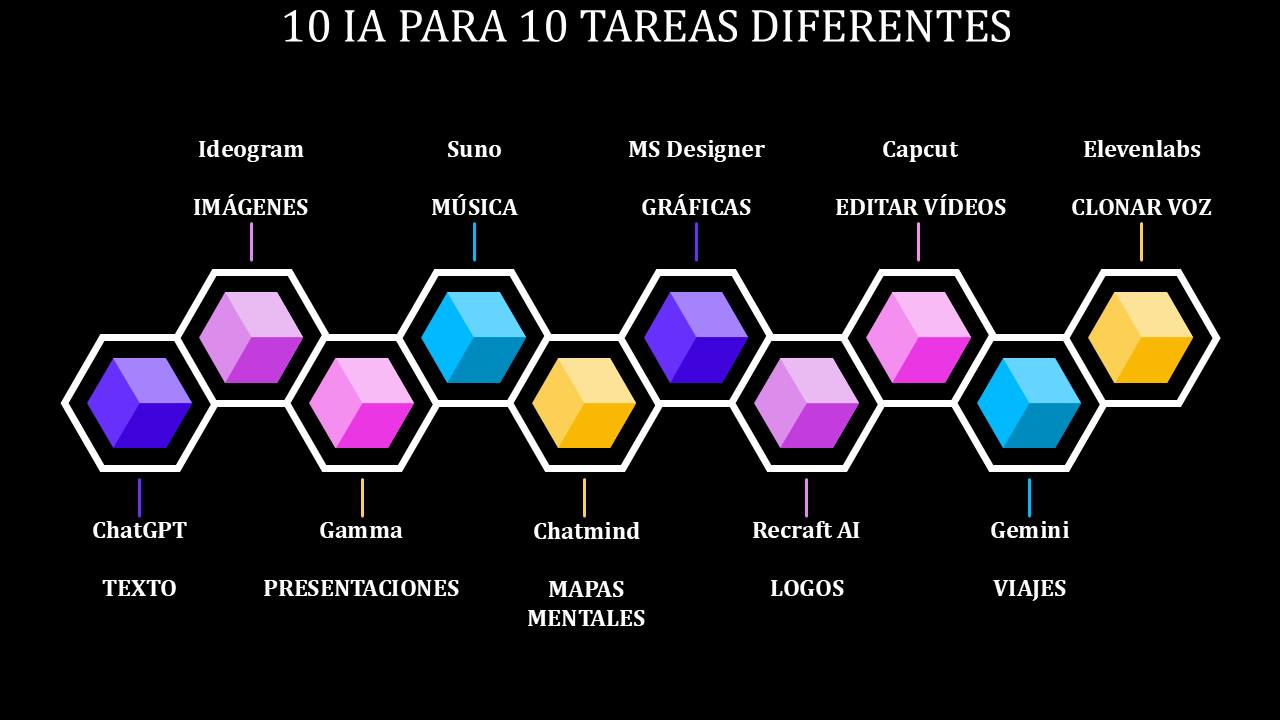 10 IA PARA 10 TAREAS DIFERENTES
Ideogram
IMÁGENES
Suno
MÚSICA
MS Designer
GRÁFICAS
Capcut
EDITAR VÍDEOS
Elevenlabs
CLONAR VOZ
ChatGPT
TEXTO
Gamma
PRESENTACIONES
Chatmind
MAPAS
MENTALES
Recraft AI
LOGOS
Gemini
VIAJES